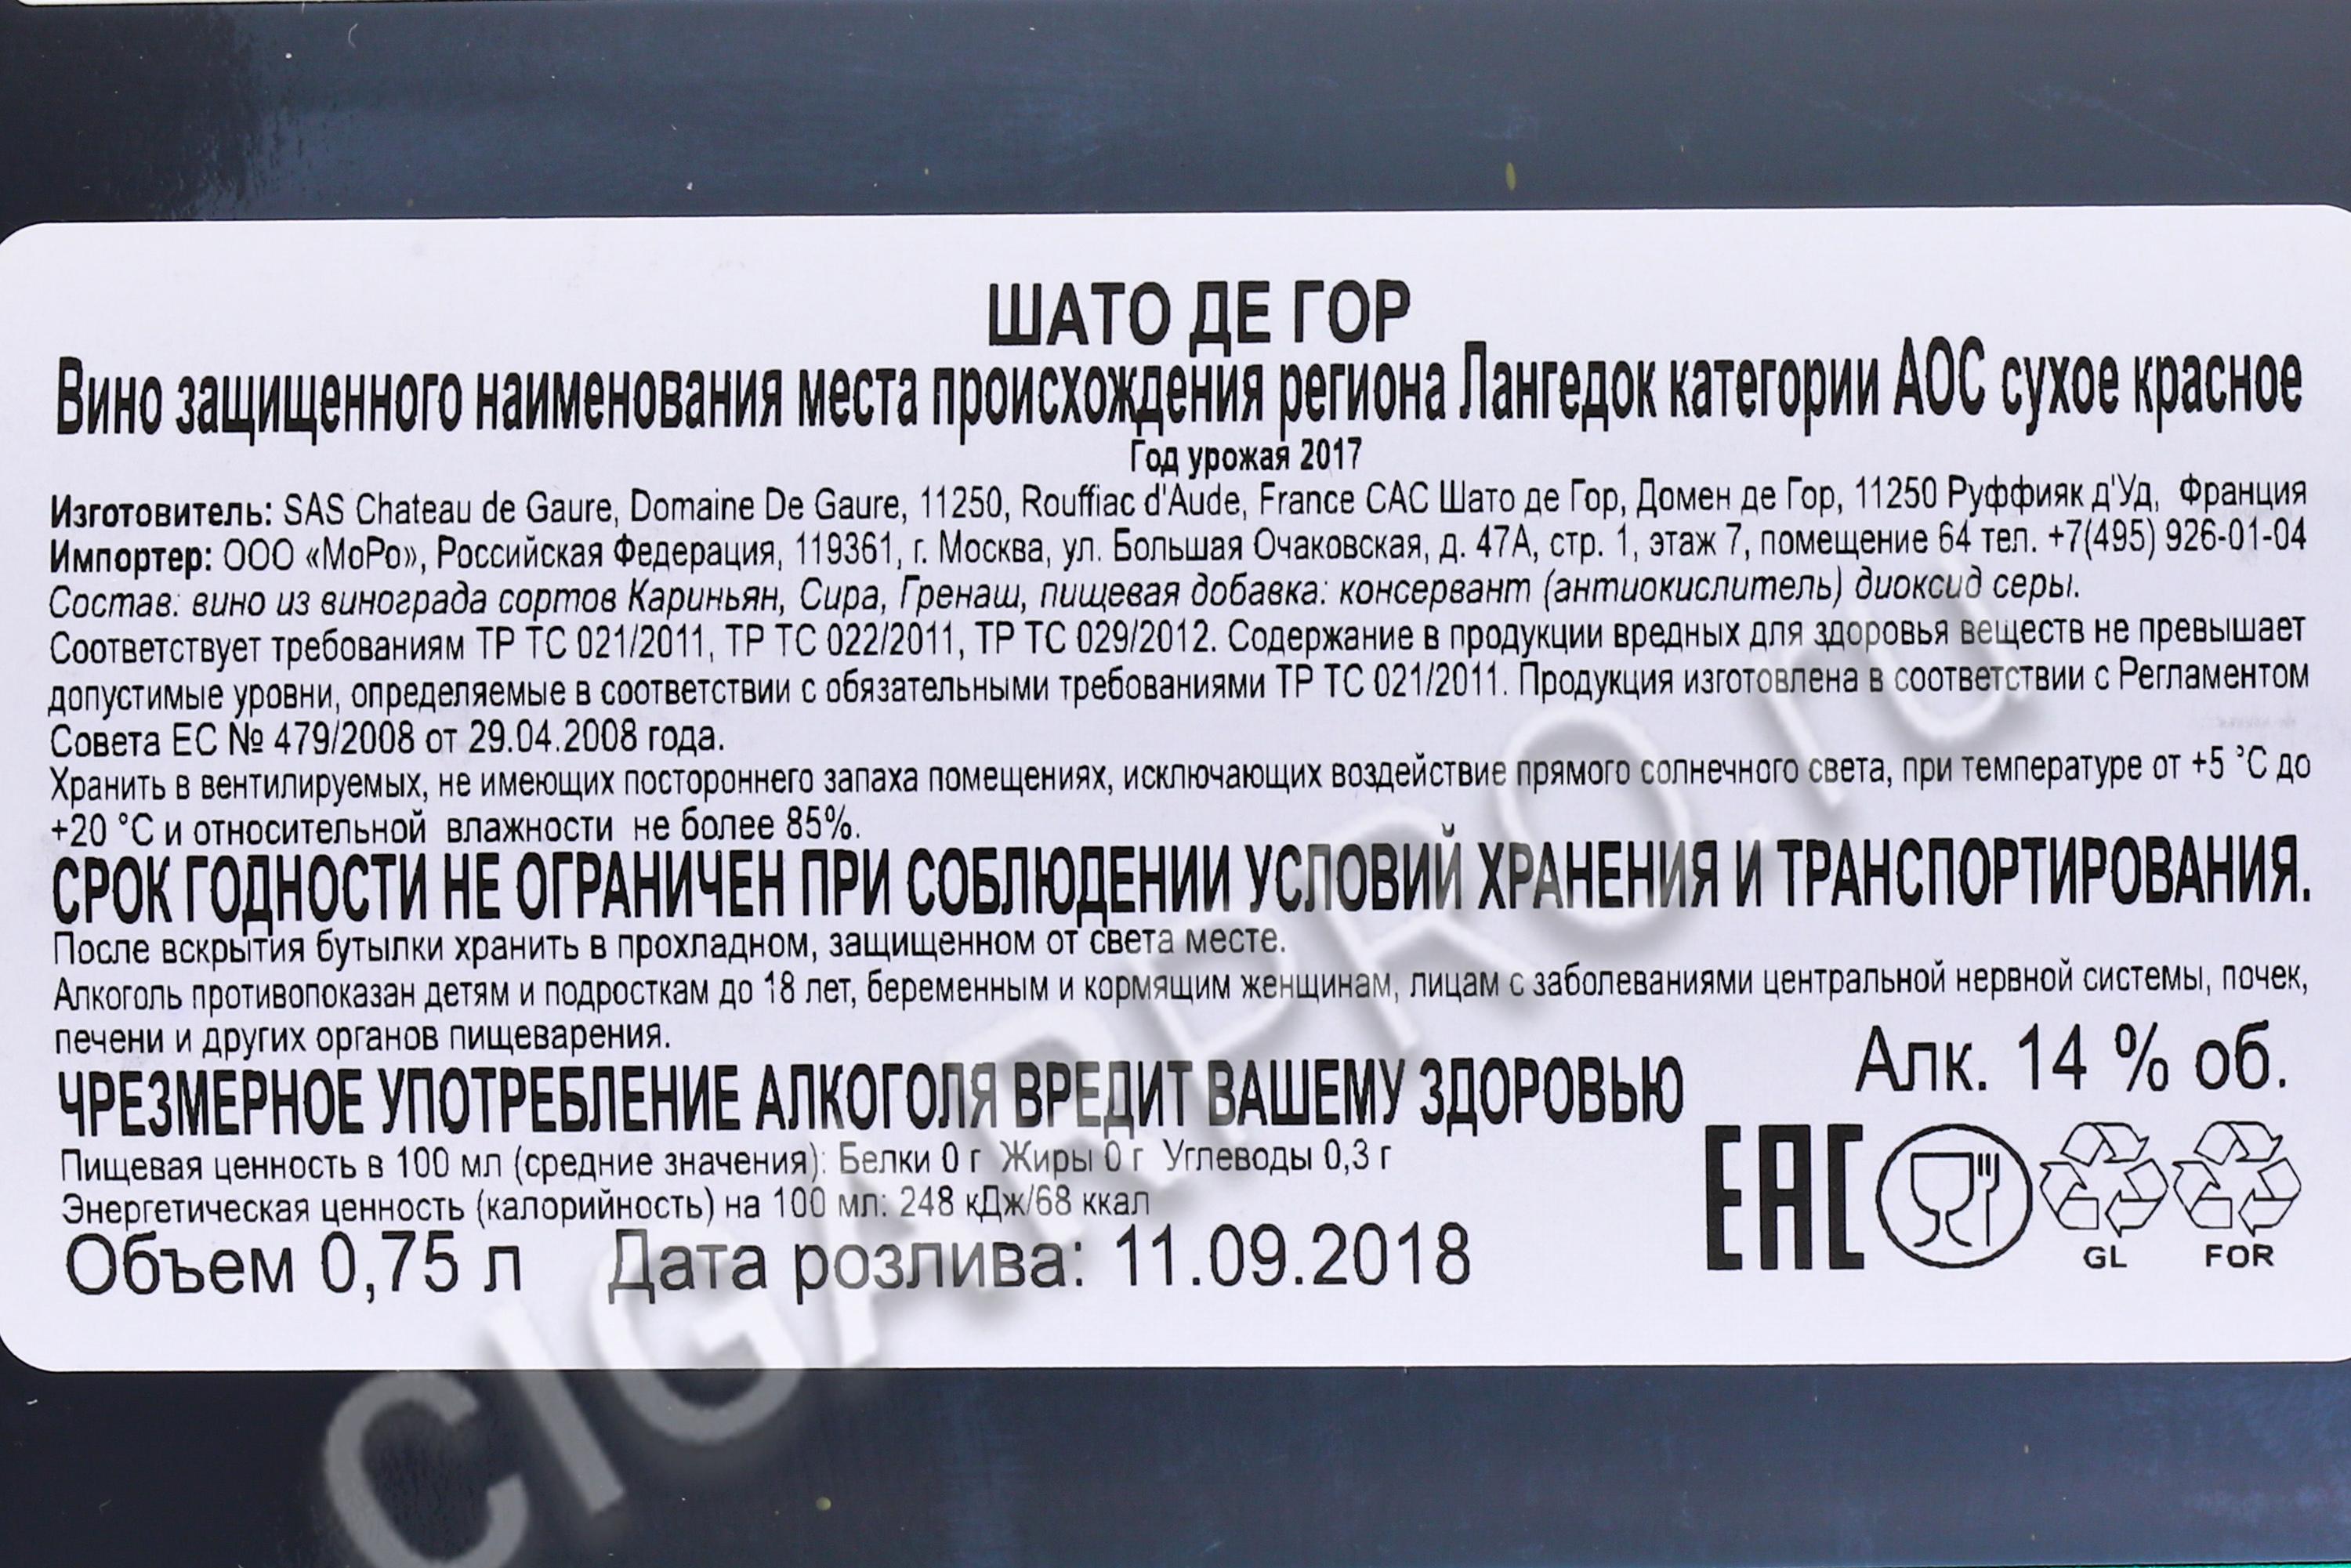 ШАТО ДЕ ГОР
Вино защищенного наименования места происхождения региона Лангедок категории АОС сухое красное
Год урожая 2017
Изготовитель: SAS Chateau de Gaure, Domaine De Gaure, 11250, Rouffiac d'Aude, France САС Шато де Гор, Домен де Гор, 11250 Руффияк д'Уд, Франция
Импортер: ООО «МоРо», Российская Федерация, 119361, г. Москва, ул. Большая Очаковская, д. 47А, стр. 1, этаж 7, помещение 64 тел. +7(495) 926-01-04
Состав: вино из винограда сортов Кариньян, Сира, Гренаш, пищевая добавка: консервант (антиокислитель) диоксид серы.
Соответствует требованиям ТР ТС 021/2011, ТР ТС 022/2011, ТР ТС 029/2012. Содержание в продукции вредных для здоровья веществ не превышает
допустимые уровни, определяемые в соответствии с обязательными требованиями ТР ТС 021/2011. Продукция изготовлена в соответствии с Регламентом
Совета ЕС № 479/2008 от 29.04.2008 года.
Хранить в вентилируемых, не имеющих постороннего запаха помещениях, исключающих воздействие прямого солнечного света, при температуре от +5 °C до
+20 °C и относительной влажности не более 85%.
СРОК ГОДНОСТИ НЕ ОГРАНИЧЕН ПРИ СОБЛЮДЕНИИ УСЛОВИЙ ХРАНЕНИЯ И ТРАНСПОРТИРОВАНИЯ.
После вскрытия бутылки хранить в прохладном, защищенном от света месте.
Алкоголь противопоказан детям и подросткам до 18 лет, беременным и кормящим женщинам, лицам с заболеваниями центральной нервной системы, почек,
печени и других органов пищеварения.
Алк. 14 % об.
ЧРЕЗМЕРНОЕ УПОТРЕБЛЕНИЕ АЛКОГОЛЯ ВРЕДИТ ВАШЕМУ ЗДОРОВЬЮ
Пищевая ценность в 100 мл (средние значения): Белки 0 г Жиры 0 г Углеводы 0,3 г
Энергетическая ценность (калорийность) на 100 мл: 248 кДж/68 ккал
Объем 0,75 л Дата розлива: 11.09.2018
EAC
GL FOR
CIGARPRO.ru